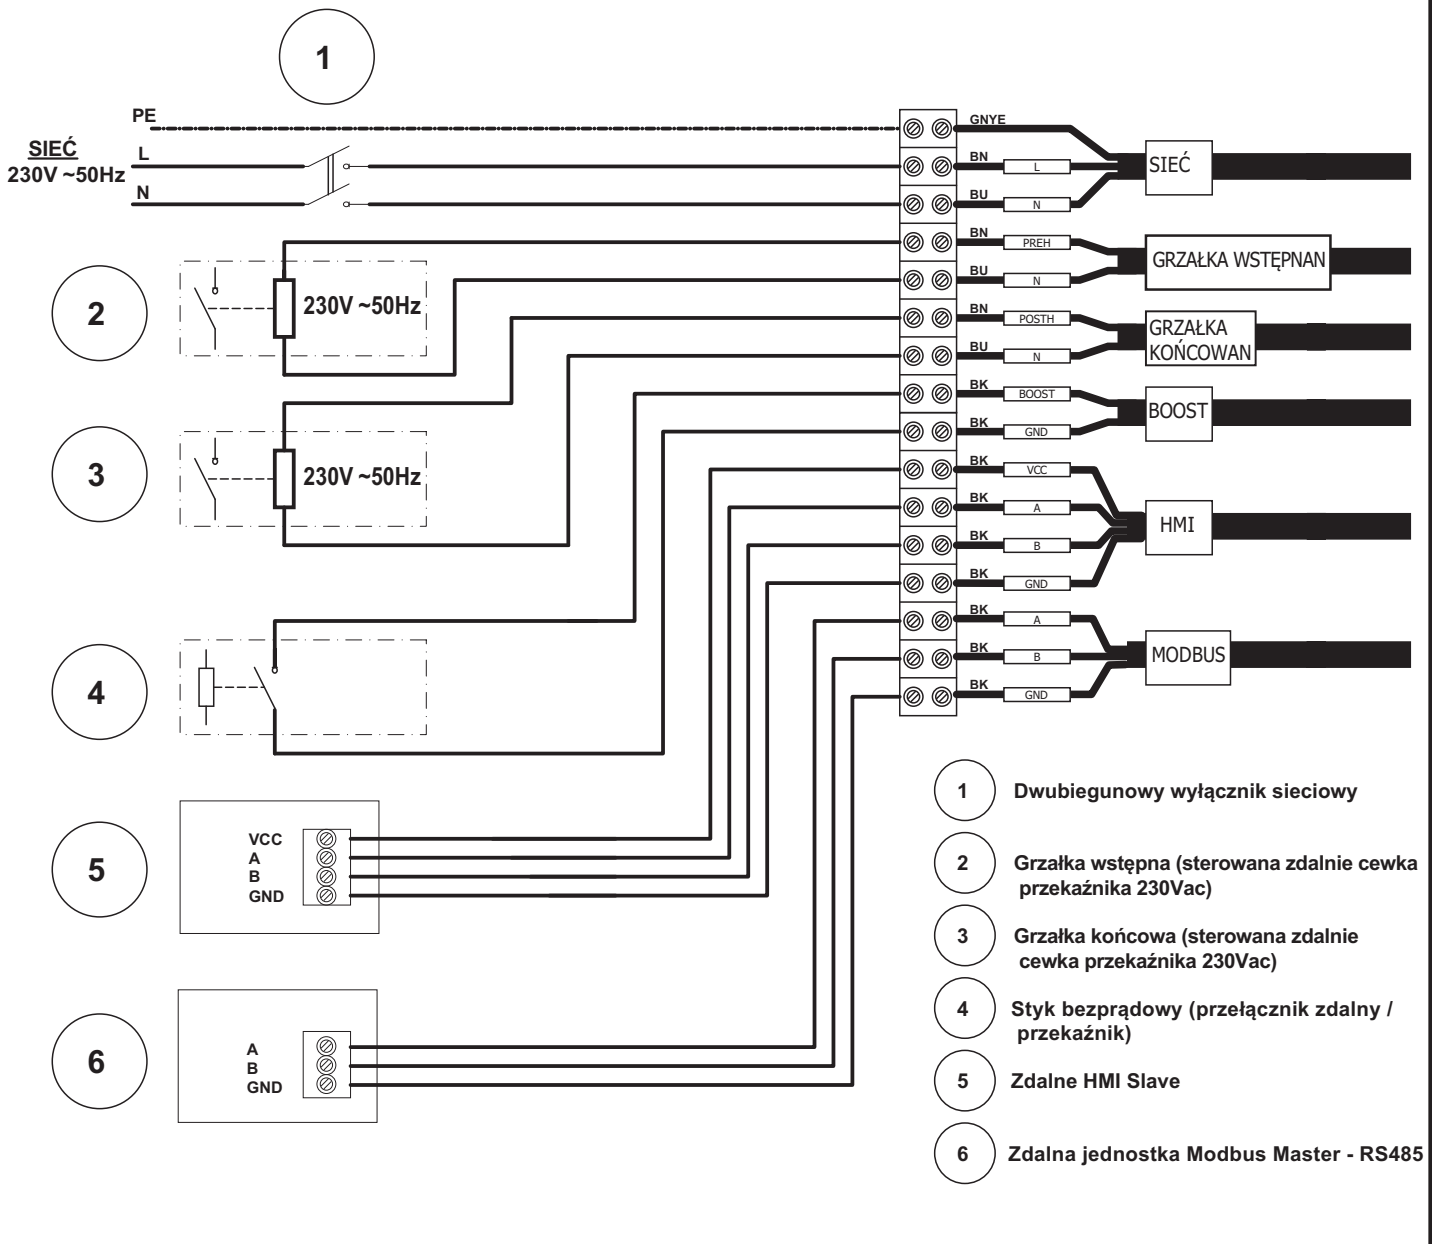 1
PE
SIEĆ
230V ~50Hz
L
N
GNYE
BN
L
BU
N
SIEĆ
BN
PREH
BU
N
GRZAŁKA WSTĘPNAN
BN
POSTH
BU
N
GRZAŁKA
KOŃCOWAN
BK
BOOST
BK
GND
BOOST
BK
VCC
BK
A
BK
B
BK
GND
HMI
BK
A
BK
B
BK
GND
MODBUS
2
230V ~50Hz
3
230V ~50Hz
4
5
VCC
A
B
GND
6
A
B
GND
1 Dwubiegunowy wyłącznik sieciowy
2 Grzałka wstępna (sterowana zdalnie cewka
przekaźnika 230Vac)
3 Grzałka końcowa (sterowana zdalnie
cewka przekaźnika 230Vac)
4 Styk bezprądowy (przełącznik zdalny /
przekaźnik)
5 Zdalne HMI Slave
6 Zdalna jednostka Modbus Master - RS485